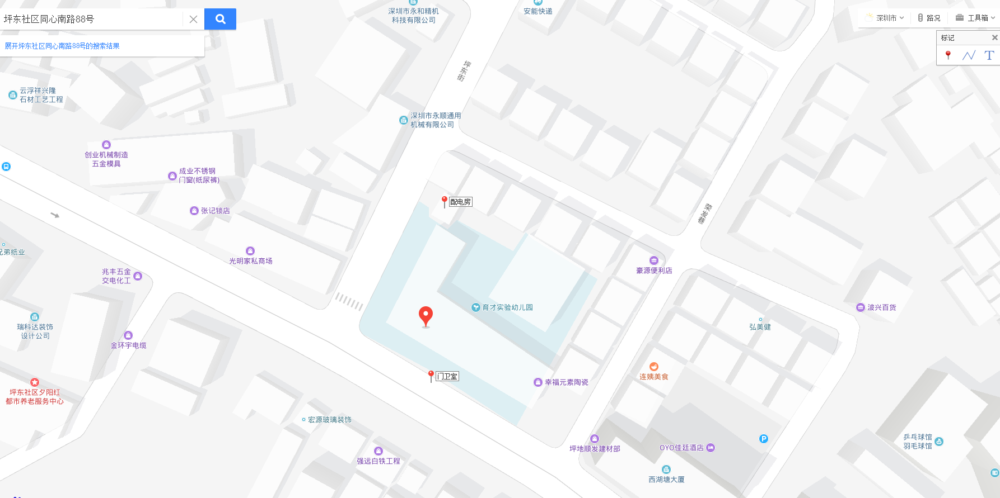 坪东社区同心南路88号
展开坪东社区同心南路88号的搜索结果
深圳市永和精机
科技有限公司
安能快递
深圳市
路况
工具箱
标记
T
坪东街
云浮祥兴隆
石材工艺工程
深圳市永顺通用
机械有限公司
创业机械制造
五金模具
成业不锈钢
门窗(纸尿裤)
张记锁店
配电房
荣发巷
兄弟纸业
光明家私商场
豪源便利店
兆丰五金
交电化工
育才实验幼儿园
波兴百货
瑞科达装饰
设计公司
弘美健
金环宇电缆
门卫室
幸福元素陶瓷
连姨美食
坪东社区夕阳红
都市养老服务中心
宏源玻璃装饰
坪地顺发建材部
OYO佳廷酒店
P
乒乓球馆
羽毛球馆
强远白铁工程
西湖塘大厦